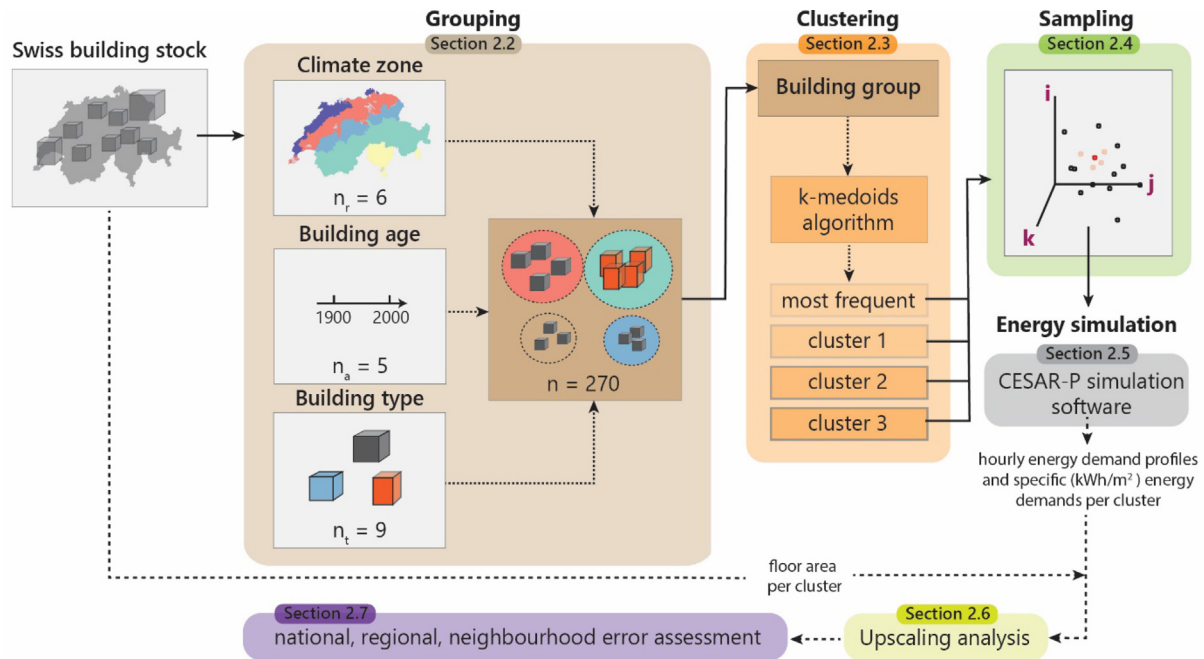 Swiss building stock
Grouping
Section 2.2
Climate zone
n_r = 6
Building age
1900 2000
n_a = 5
Building type
n_t = 9
n = 270
Clustering
Section 2.3
Building group
k-medoids
algorithm
most frequent
cluster 1
cluster 2
cluster 3
Sampling
Section 2.4
i
j
k
Energy simulation
Section 2.5
CESAR-P simulation
software
hourly energy demand profiles
and specific (kWh/m²) energy
demands per cluster
floor area
per cluster
Section 2.6
Upscaling analysis
Section 2.7
national, regional, neighbourhood error assessment